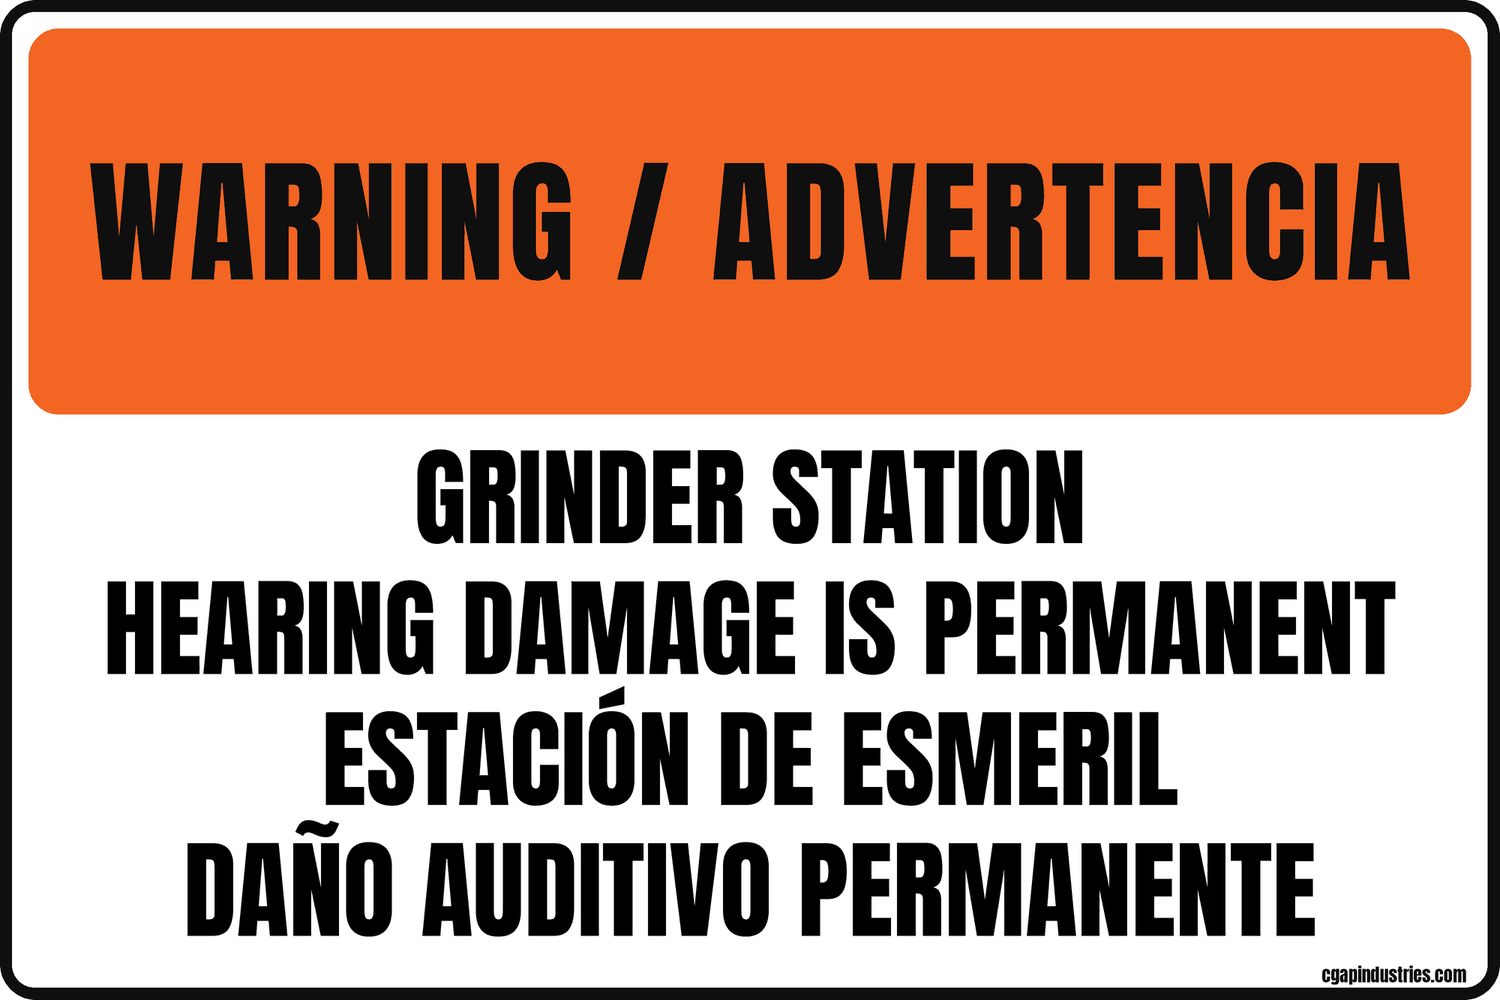 WARNING / ADVERTENCIA
GRINDER STATION
HEARING DAMAGE IS PERMANENT
ESTACIÓN DE ESMERIL
DAÑO AUDITIVO PERMANENTE
cgapindustries.com